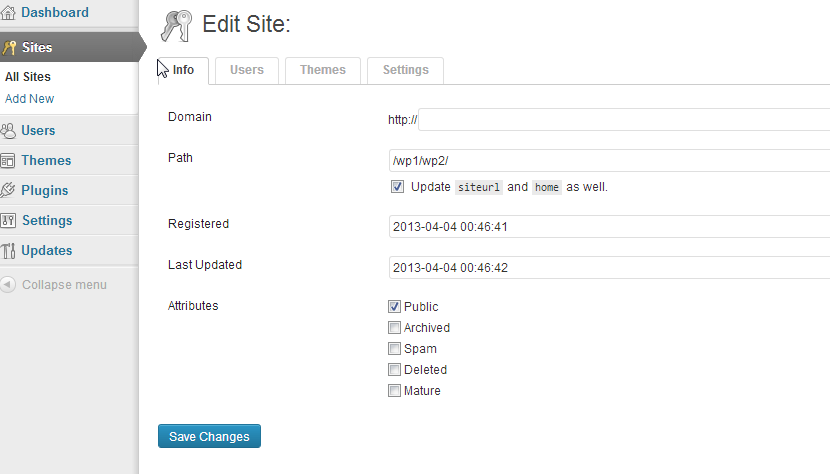 Dashboard
Sites
All Sites
Add New
Users
Themes
Plugins
Settings
Updates
Collapse menu
Edit Site:
Info Users Themes Settings
Domain http://
Path /wp1/wp2/
Update siteurl and home as well.
Registered 2013-04-04 00:46:41
Last Updated 2013-04-04 00:46:42
Attributes Public
Archived
Spam
Deleted
Mature
Save Changes